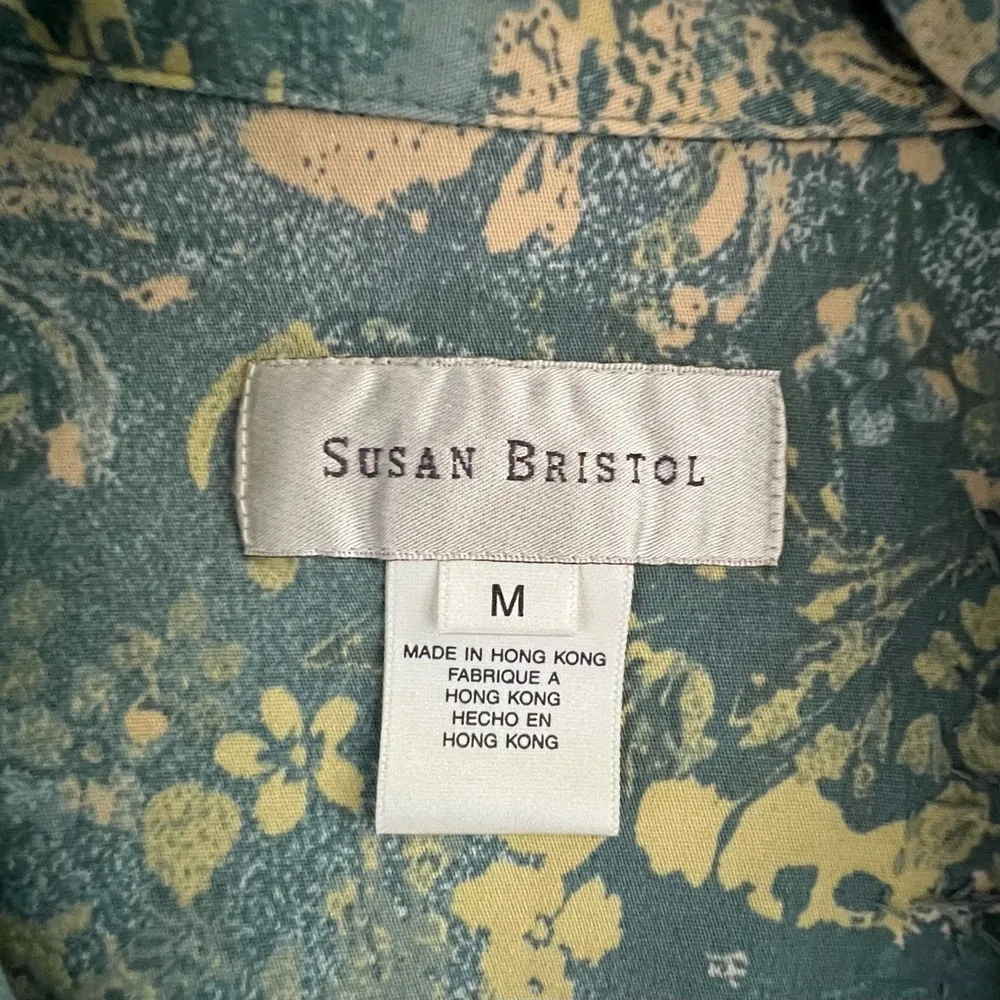 SUSAN BRISTOL
M
MADE IN HONG KONG
FABRIQUE A
HONG KONG
HECHO EN
HONG KONG